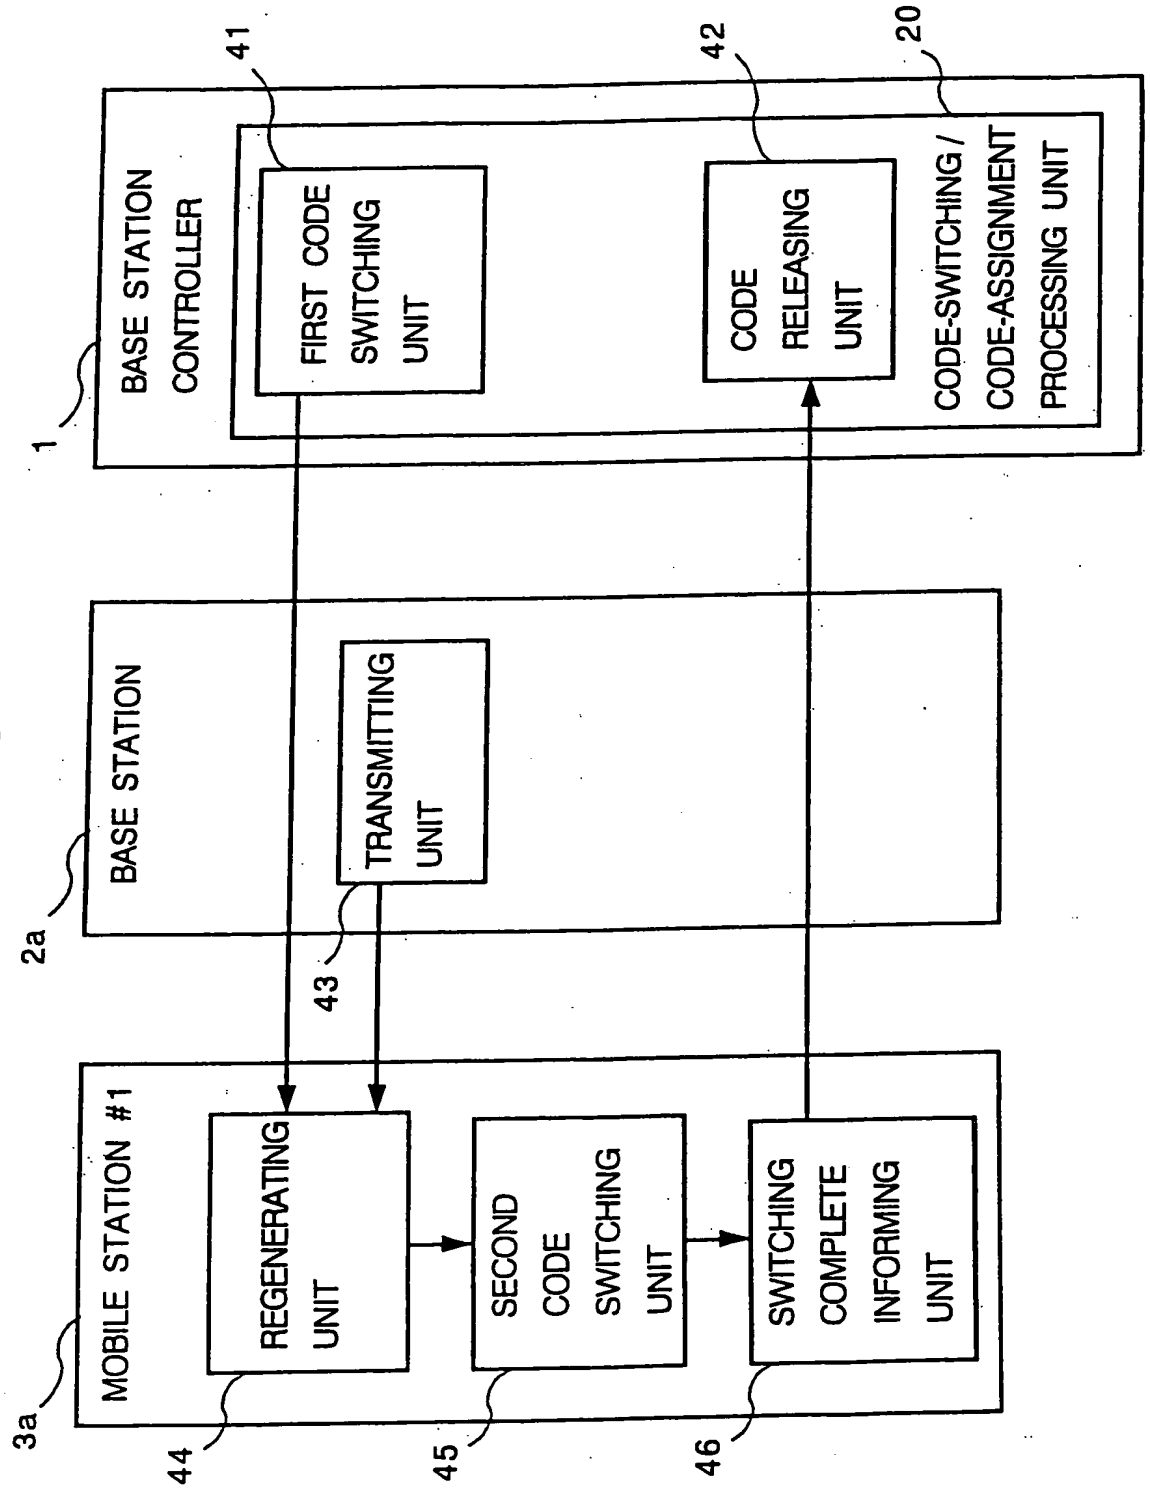 3a
MOBILE STATION #1
44
REGENERATING
UNIT
45
SECOND
CODE
SWITCHING
UNIT
46
SWITCHING
COMPLETE
INFORMING
UNIT
2a
BASE STATION
43
TRANSMITTING
UNIT
1
BASE STATION
CONTROLLER
41
FIRST CODE
SWITCHING
UNIT
42
CODE
RELEASING
UNIT
20
CODE-SWITCHING /
CODE-ASSIGNMENT
PROCESSING UNIT